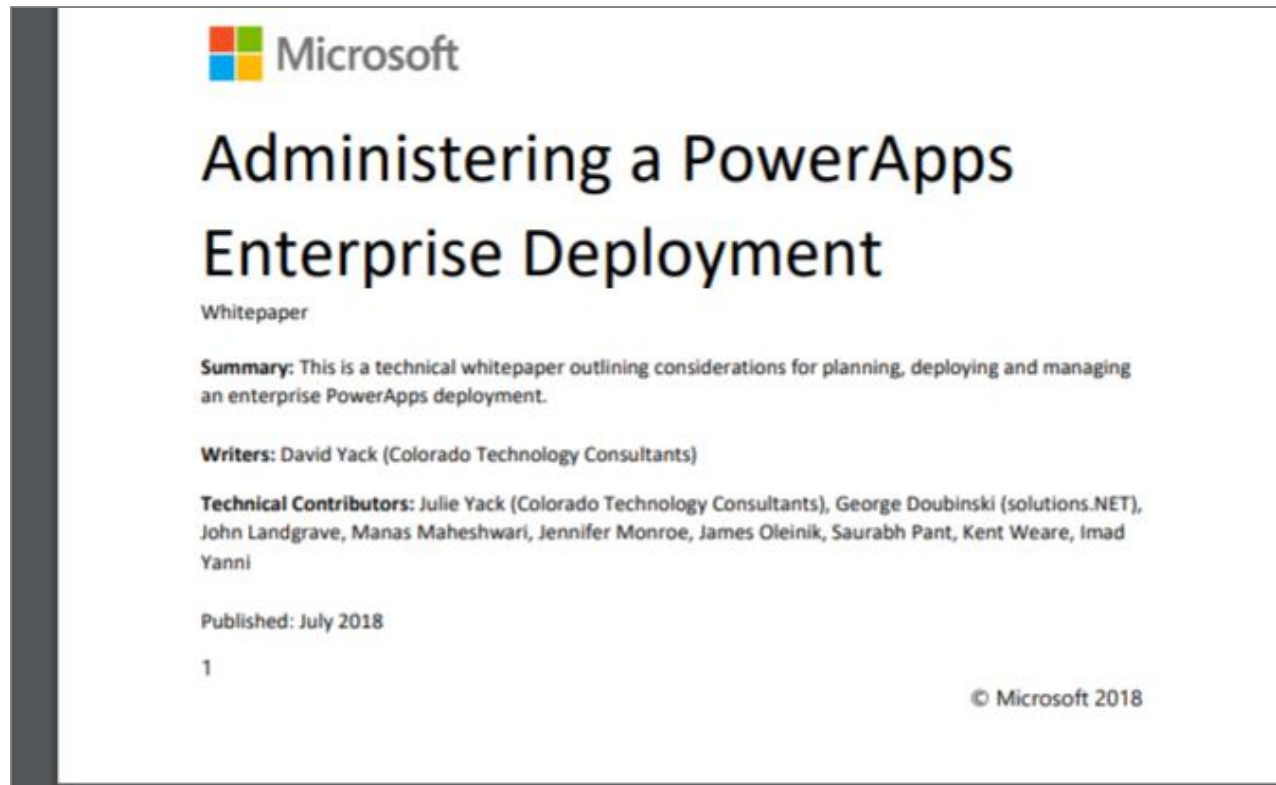 Microsoft
Administering a PowerApps
Enterprise Deployment
Whitepaper
Summary: This is a technical whitepaper outlining considerations for planning, deploying and managing
an enterprise PowerApps deployment.
Writers: David Yack (Colorado Technology Consultants)
Technical Contributors: Julie Yack (Colorado Technology Consultants), George Doubinski (solutions.NET),
John Landgrave, Manas Maheshwari, Jennifer Monroe, James Oleinik, Saurabh Pant, Kent Weare, Imad
Yanni
Published: July 2018
1
© Microsoft 2018